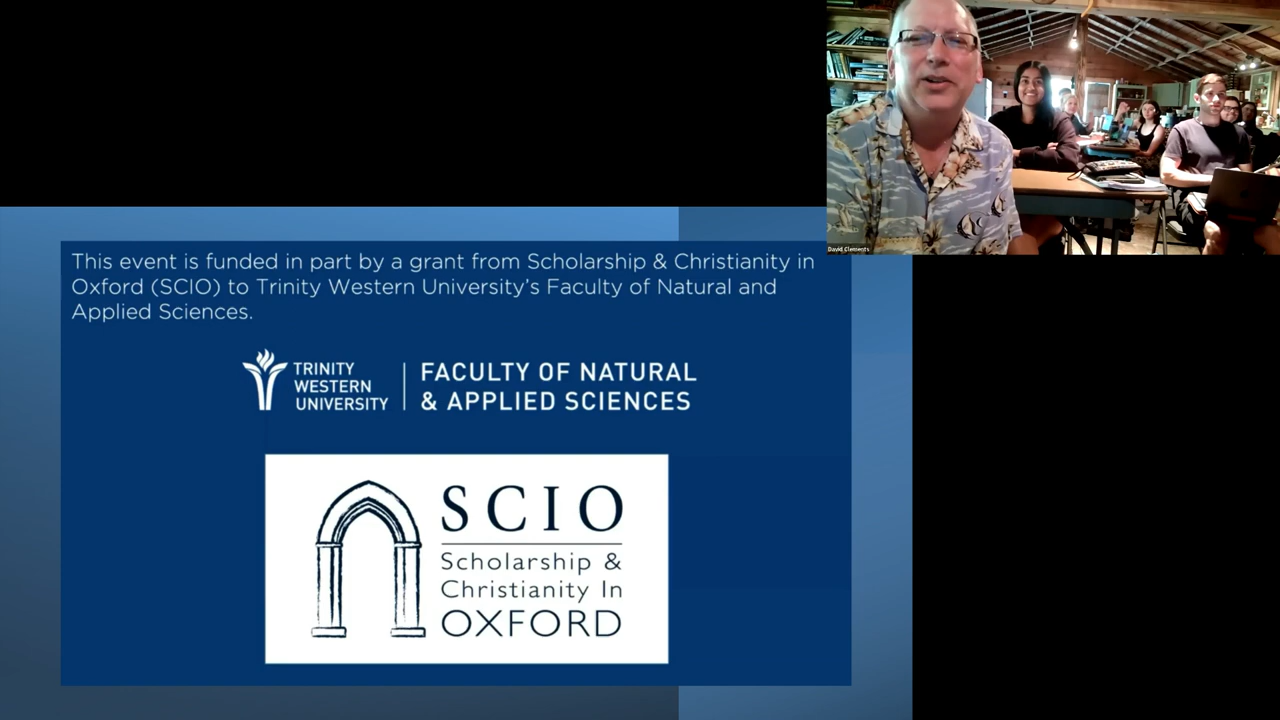 David Clements
This event is funded in part by a grant from Scholarship & Christianity in
Oxford (SCIO) to Trinity Western University's Faculty of Natural and
Applied Sciences.
TRINITY
WESTERN
UNIVERSITY
FACULTY OF NATURAL
& APPLIED SCIENCES
SCIO
Scholarship &
Christianity In
OXFORD